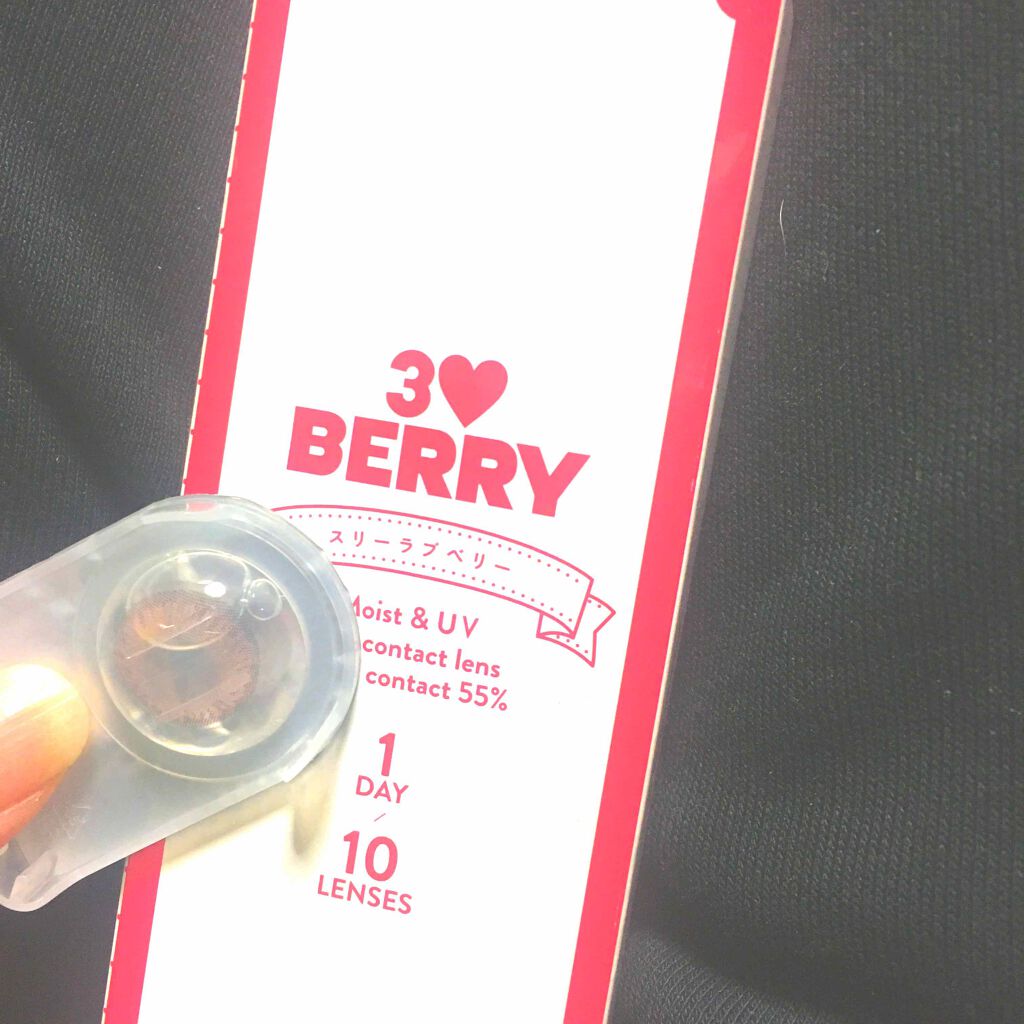 3♥
BERRY
スリーラブベリー
& UV
contact lens
contact 55%
1
DAY
/
10
LENSES